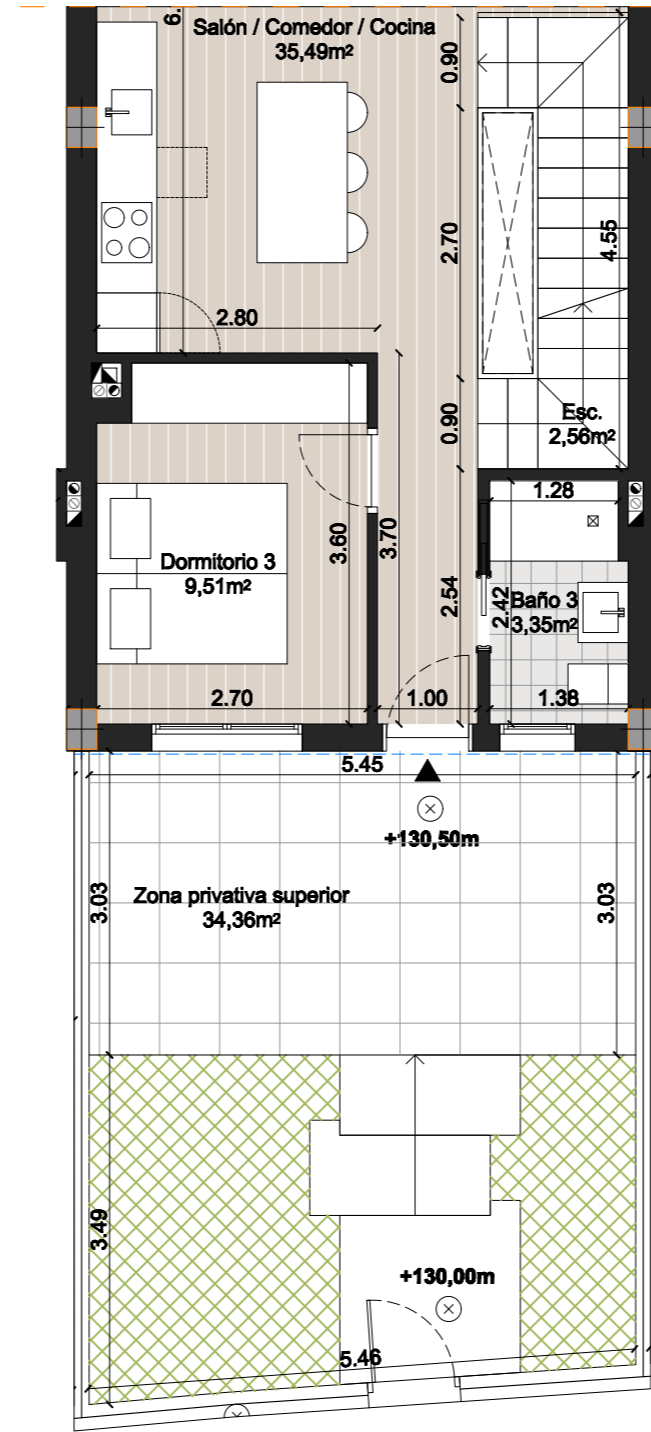 6.
Salón / Comedor / Cocina
35,49m²
0.90
2.70
4.55
2.80
0.90
Esc.
2,56m²
1.28
3.60
3.70
Dormitorio 3
9,51m²
2.54
2.42
Baño 3
3,35m²
2.70
1.00
1.38
5.45
+130,50m
3.03
Zona privativa superior
34,36m²
3.03
3.49
+130,00m
5.46